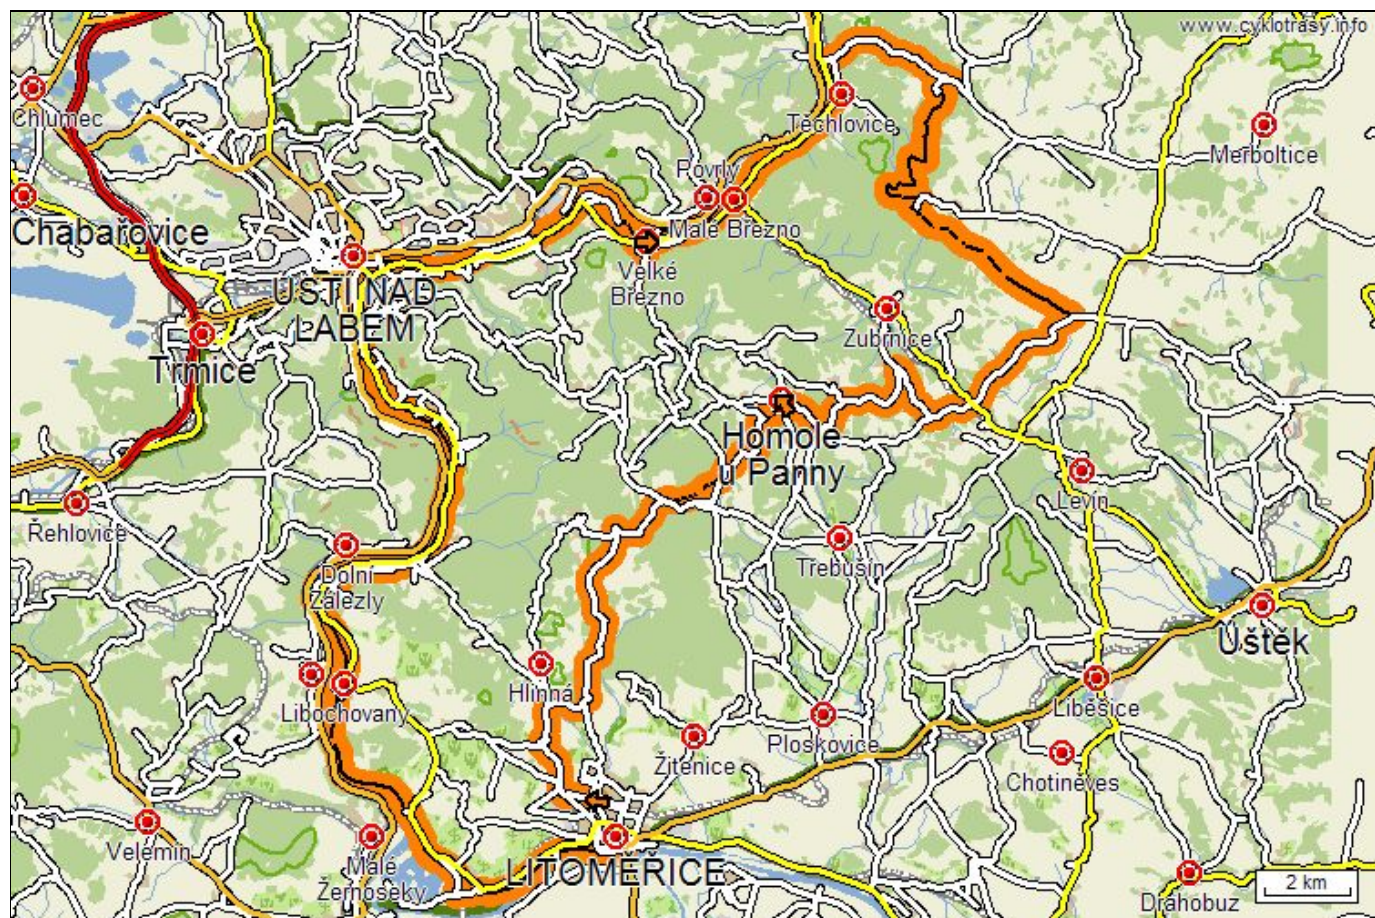 www.cyklotrasy.info
Chlumec
Těchlovice
Merboltice
Povrly
Chabařovice
Malé Březno
Velké
Březno
ÚSTÍ NAD
LABEM
Zubrnice
Trmice
Homole
u Panny
Levín
Řehlovice
Třebušín
Dolní
Zálezly
Úštěk
Hlinná
Libochovany
Liběšice
Ploskovice
Žitenice
Chotiněves
Velemín
Malé
Žernoseky
LITOMĚŘICE
2 km
Drahobuz